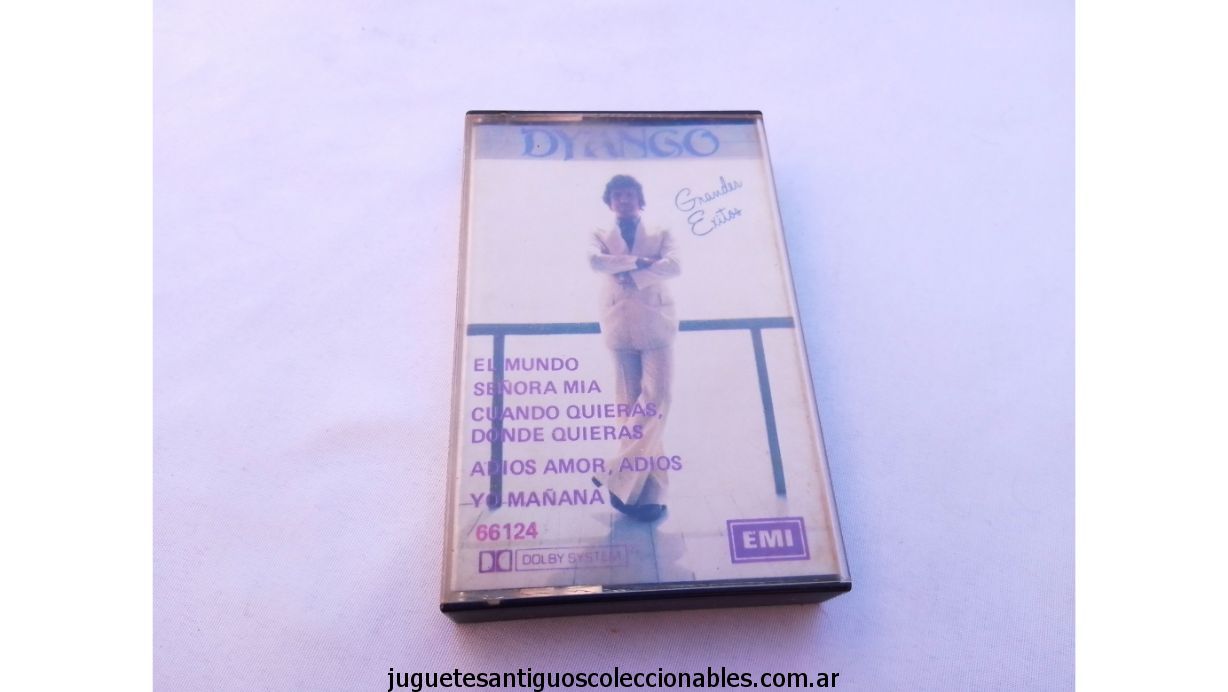 DYANGO
Grandes
Exitos
EL MUNDO
SEÑORA MIA
CUANDO QUIERAS,
DONDE QUIERAS
ADIOS AMOR, ADIOS
YO MAÑANA
66124
EMI
DOLBY SYSTEM
juguetesantiguoscoleccionables.com.ar